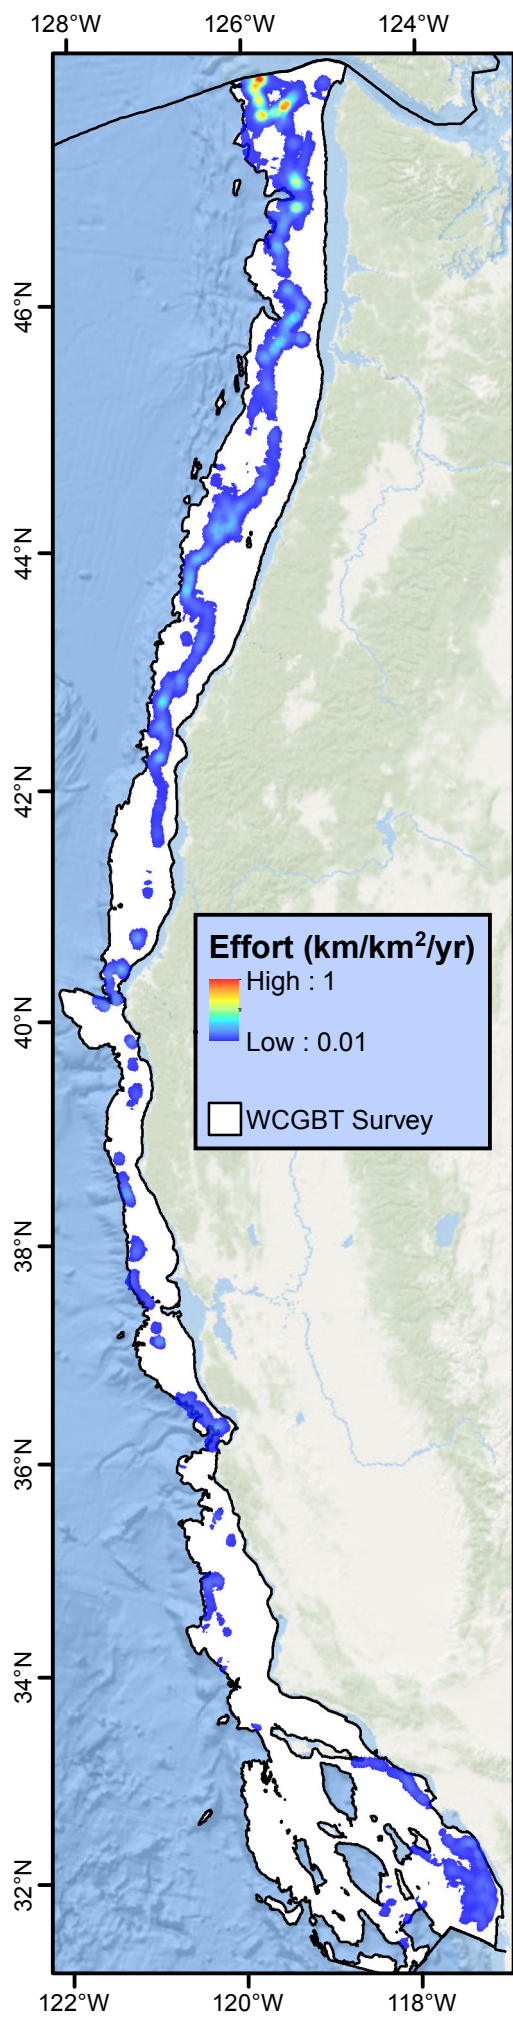 128°W 126°W 124°W
46°N
44°N
42°N
Effort (km/km²/yr)
High : 1
Low : 0.01
WCGBT Survey
40°N
38°N
36°N
34°N
32°N
122°W 120°W 118°W